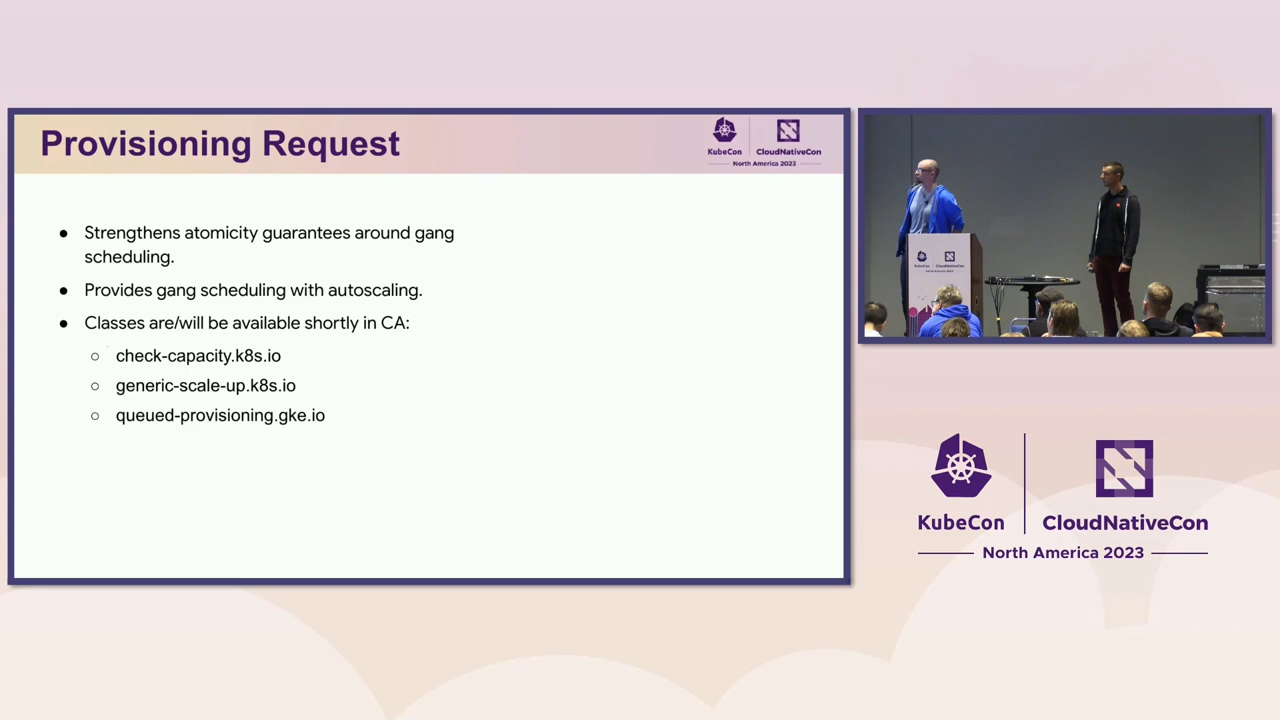 Provisioning Request
KubeCon
CloudNativeCon
North America 2023
● Strengthens atomicity guarantees around gang
scheduling.
● Provides gang scheduling with autoscaling.
● Classes are/will be available shortly in CA:
○ check-capacity.k8s.io
○ generic-scale-up.k8s.io
○ queued-provisioning.gke.io
KubeCon
CloudNativeCon
KubeCon
CloudNativeCon
North America 2023